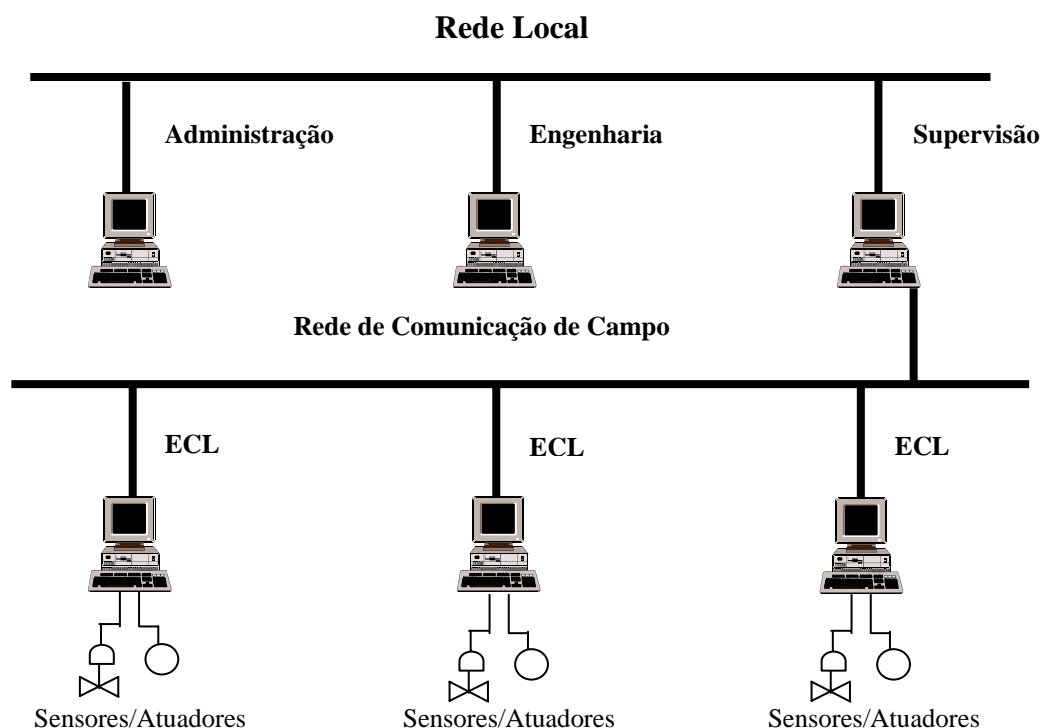 Rede Local
Administração
Engenharia
Supervisão
Rede de Comunicação de Campo
ECL
ECL
ECL
Sensores/Atuadores
Sensores/Atuadores
Sensores/Atuadores